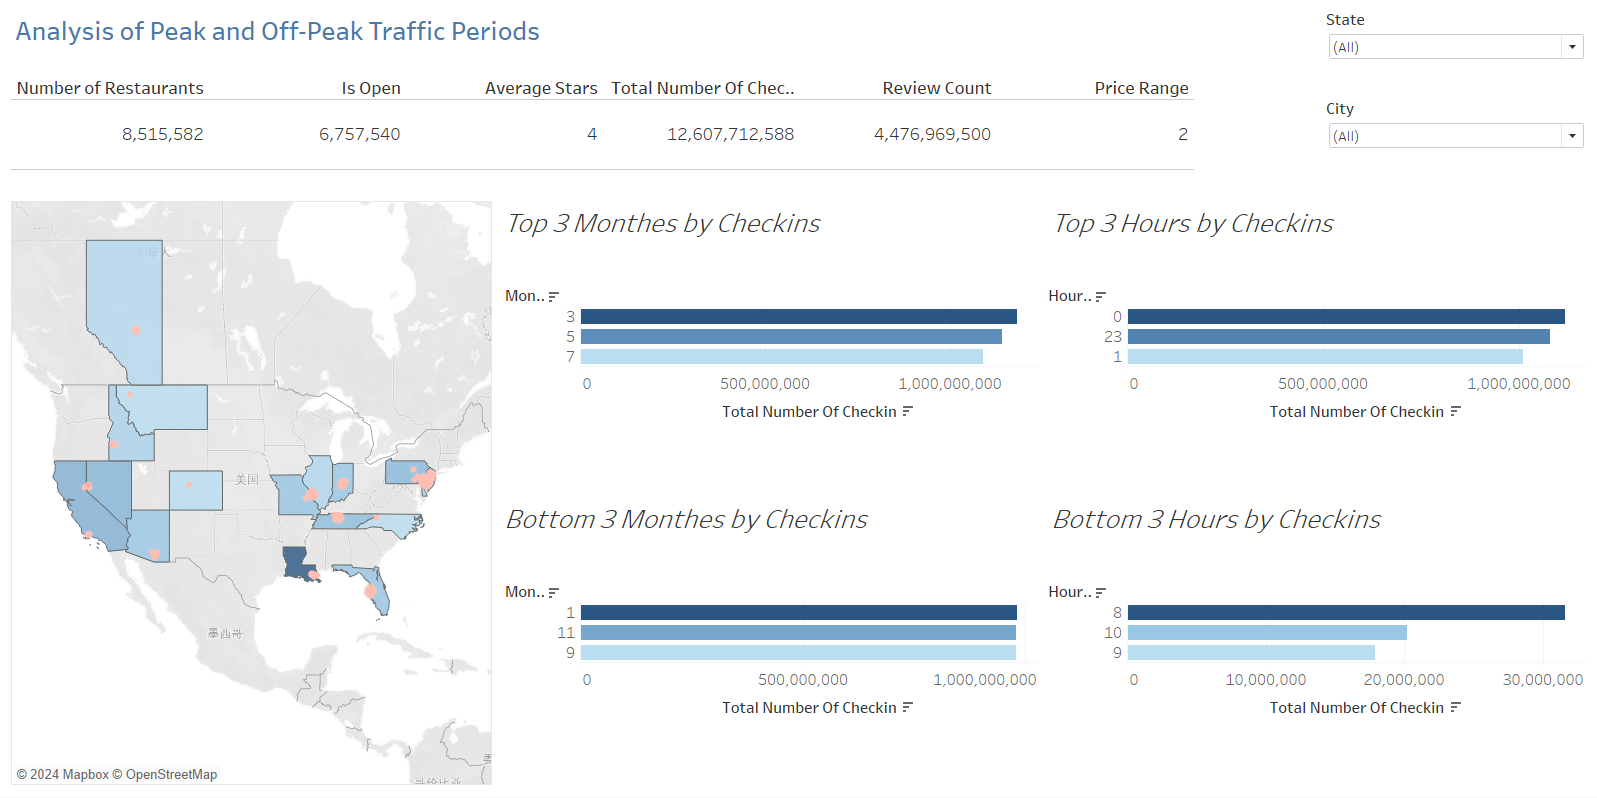 Analysis of Peak and Off-Peak Traffic Periods
State
(All)
Number of Restaurants Is Open Average Stars Total Number Of Chec.. Review Count Price Range
8,515,582 6,757,540 4 12,607,712,588 4,476,969,500 2
City
(All)
加拿大
美国
墨西哥
哥伦比亚
© 2024 Mapbox © OpenStreetMap
Top 3 Monthes by Checkins
Mon..
3
5
7
0 500,000,000 1,000,000,000
Total Number Of Checkin
Top 3 Hours by Checkins
Hour..
0
23
1
0 500,000,000 1,000,000,000
Total Number Of Checkin
Bottom 3 Monthes by Checkins
Mon..
1
11
9
0 500,000,000 1,000,000,000
Total Number Of Checkin
Bottom 3 Hours by Checkins
Hour..
8
10
9
0 10,000,000 20,000,000 30,000,000
Total Number Of Checkin